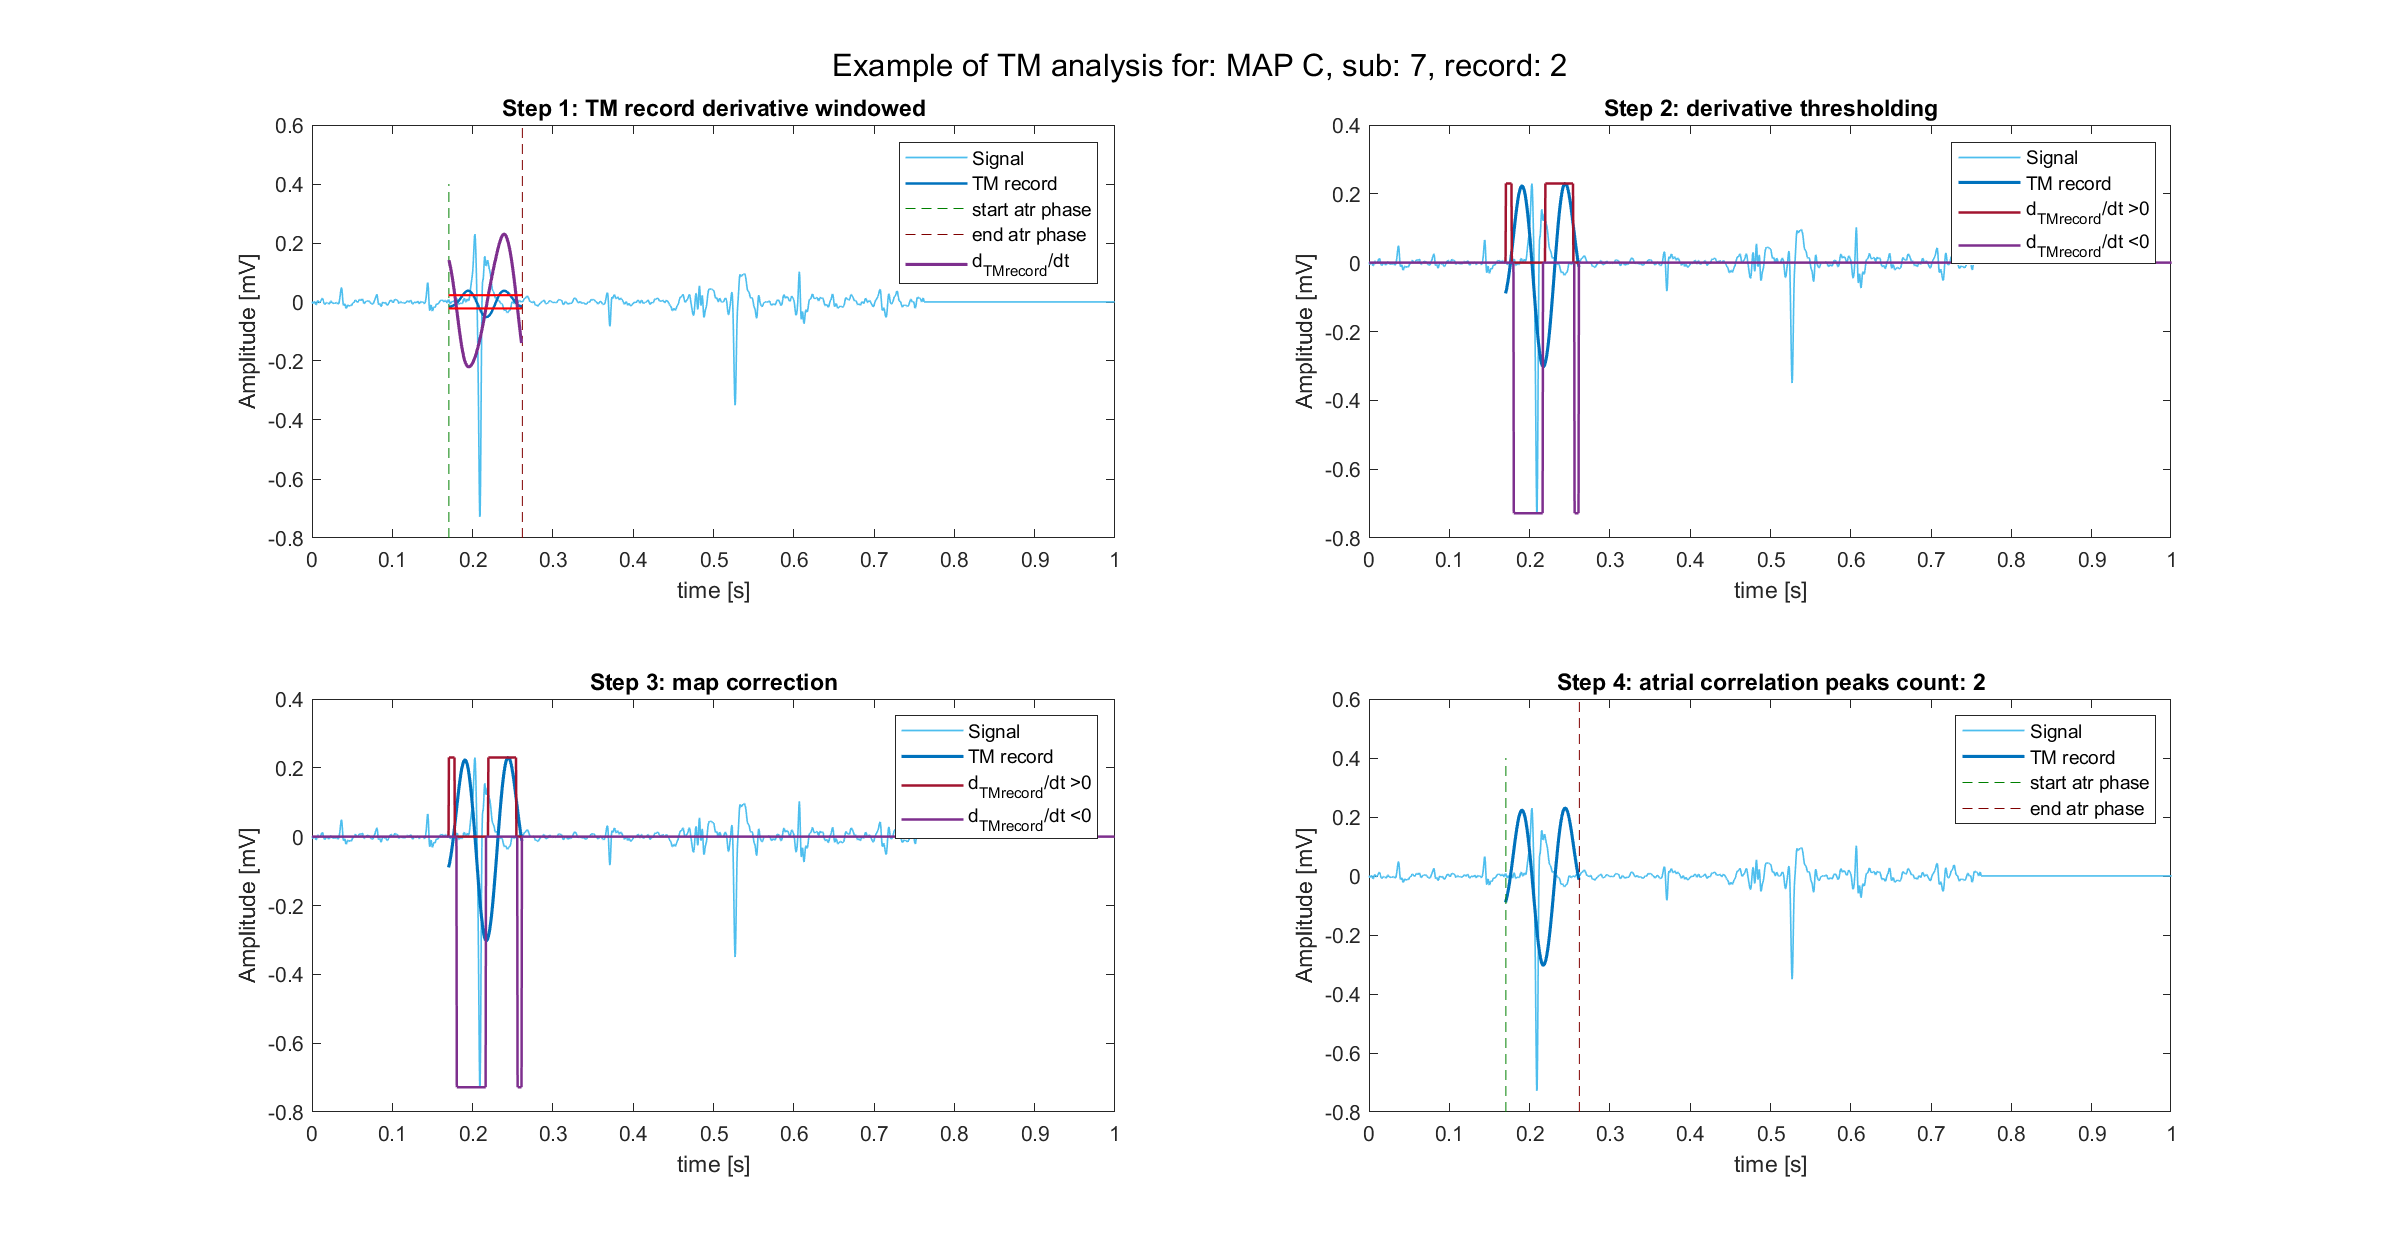 Example of TM analysis for: MAP C, sub: 7, record: 2
Step 1: TM record derivative windowed
0.6
0.4
0.2
0
-0.2
-0.4
-0.6
-0.8
Amplitude [mV]
0 0.1 0.2 0.3 0.4 0.5 0.6 0.7 0.8 0.9 1
time [s]
Signal
TM record
start atr phase
end atr phase
dTMrecord/dt
Step 2: derivative thresholding
0.4
0.2
0
-0.2
-0.4
-0.6
-0.8
Amplitude [mV]
0 0.1 0.2 0.3 0.4 0.5 0.6 0.7 0.8 0.9 1
time [s]
Signal
TM record
dTMrecord/dt >0
dTMrecord/dt <0
Step 3: map correction
0.4
0.2
0
-0.2
-0.4
-0.6
-0.8
Amplitude [mV]
0 0.1 0.2 0.3 0.4 0.5 0.6 0.7 0.8 0.9 1
time [s]
Signal
TM record
dTMrecord/dt >0
dTMrecord/dt <0
Step 4: atrial correlation peaks count: 2
0.6
0.4
0.2
0
-0.2
-0.4
-0.6
-0.8
Amplitude [mV]
0 0.1 0.2 0.3 0.4 0.5 0.6 0.7 0.8 0.9 1
time [s]
Signal
TM record
start atr phase
end atr phase